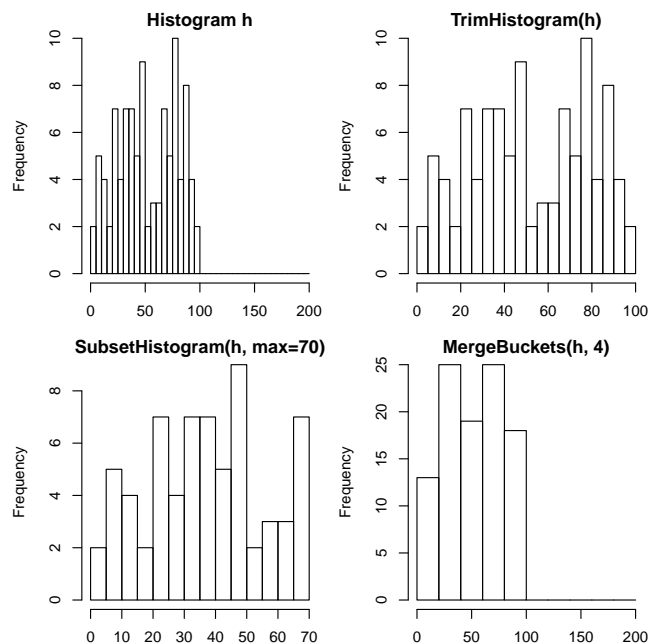 Histogram h
Frequency
0 2 4 6 8 10
0 50 100 150 200
TrimHistogram(h)
Frequency
0 2 4 6 8 10
0 20 40 60 80 100
SubsetHistogram(h, max=70)
Frequency
0 2 4 6 8
0 10 20 30 40 50 60 70
MergeBuckets(h, 4)
Frequency
0 5 10 15 20 25
0 50 100 150 200